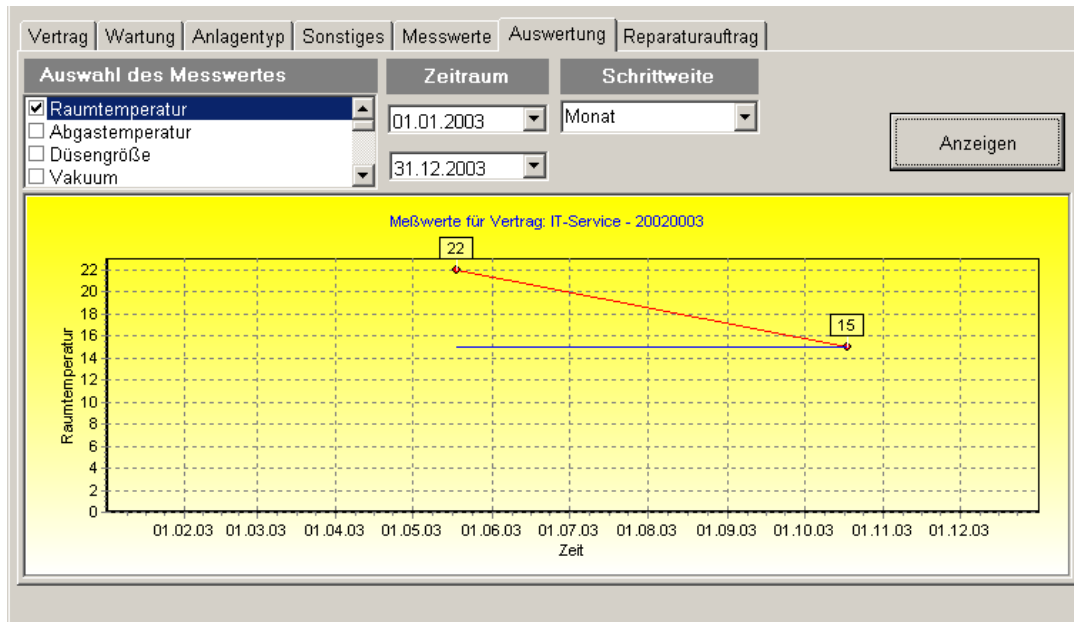 Vertrag Wartung Anlagentyp Sonstiges Messwerte Auswertung Reparaturauftrag
Auswahl des Messwertes
Raumtemperatur
Abgastemperatur
Düsengröße
Vakuum
Zeitraum
01.01.2003
31.12.2003
Schrittweite
Monat
Anzeigen
Meßwerte für Vertrag: IT-Service - 20020003
22
15
Raumtemperatur
22
20
18
16
14
12
10
8
6
4
2
0
01.02.03 01.03.03 01.04.03 01.05.03 01.06.03 01.07.03 01.08.03 01.09.03 01.10.03 01.11.03 01.12.03
Zeit